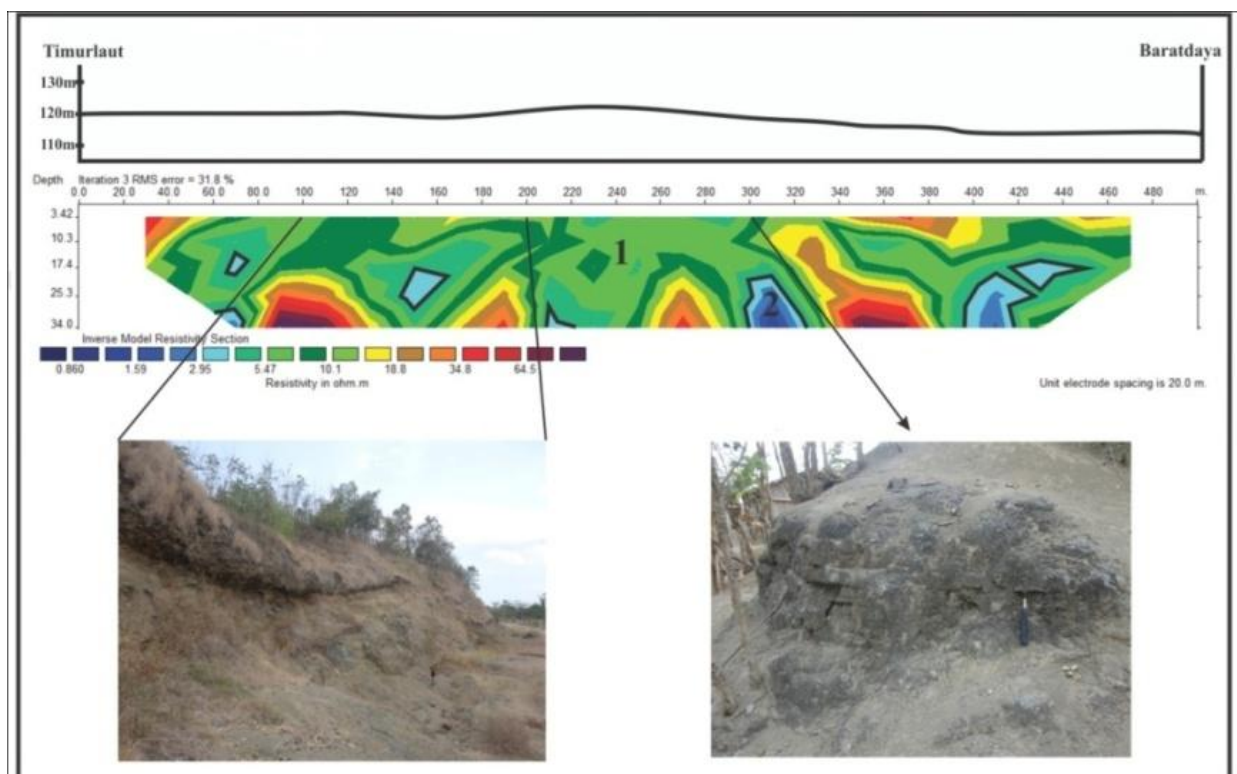 Timurlaut
Baratdaya
130m
120m
110m
Depth Iteration 3 RMS error = 31.8 %
0.0 20.0 40.0 60.0 80.0 100 120 140 160 180 200 220 240 260 280 300 320 340 360 380 400 420 440 460 480 m.
3.42
10.3
17.4
25.3
34.0
1
2
Inverse Model Resistivity Section
0.860 1.59 2.95 5.47 10.1 18.8 34.8 64.5
Resistivity in ohm.m
Unit electrode spacing is 20.0 m.